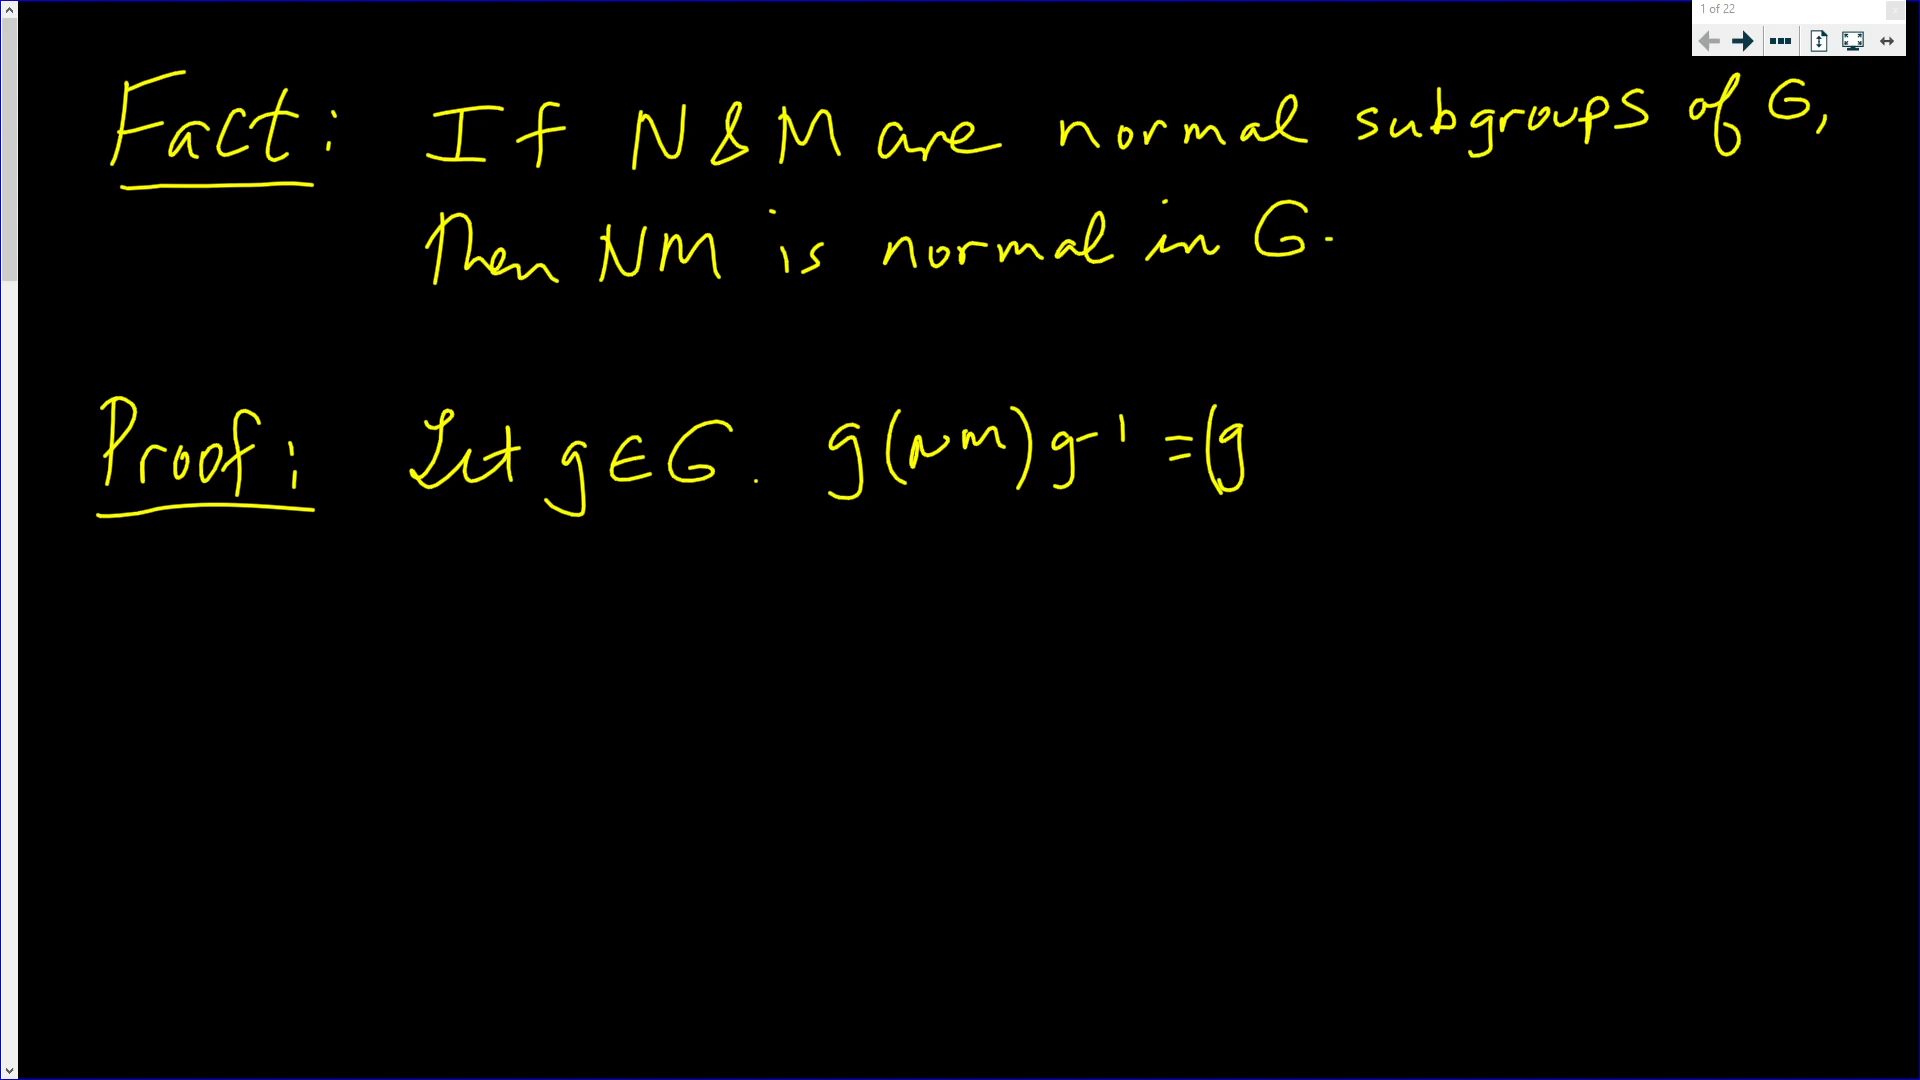 1 of 22
Fact: If N & M are normal subgroups of G,
Then NM is normal in G.
Proof: Let g ∈ G. g(NM)g⁻¹ = (g